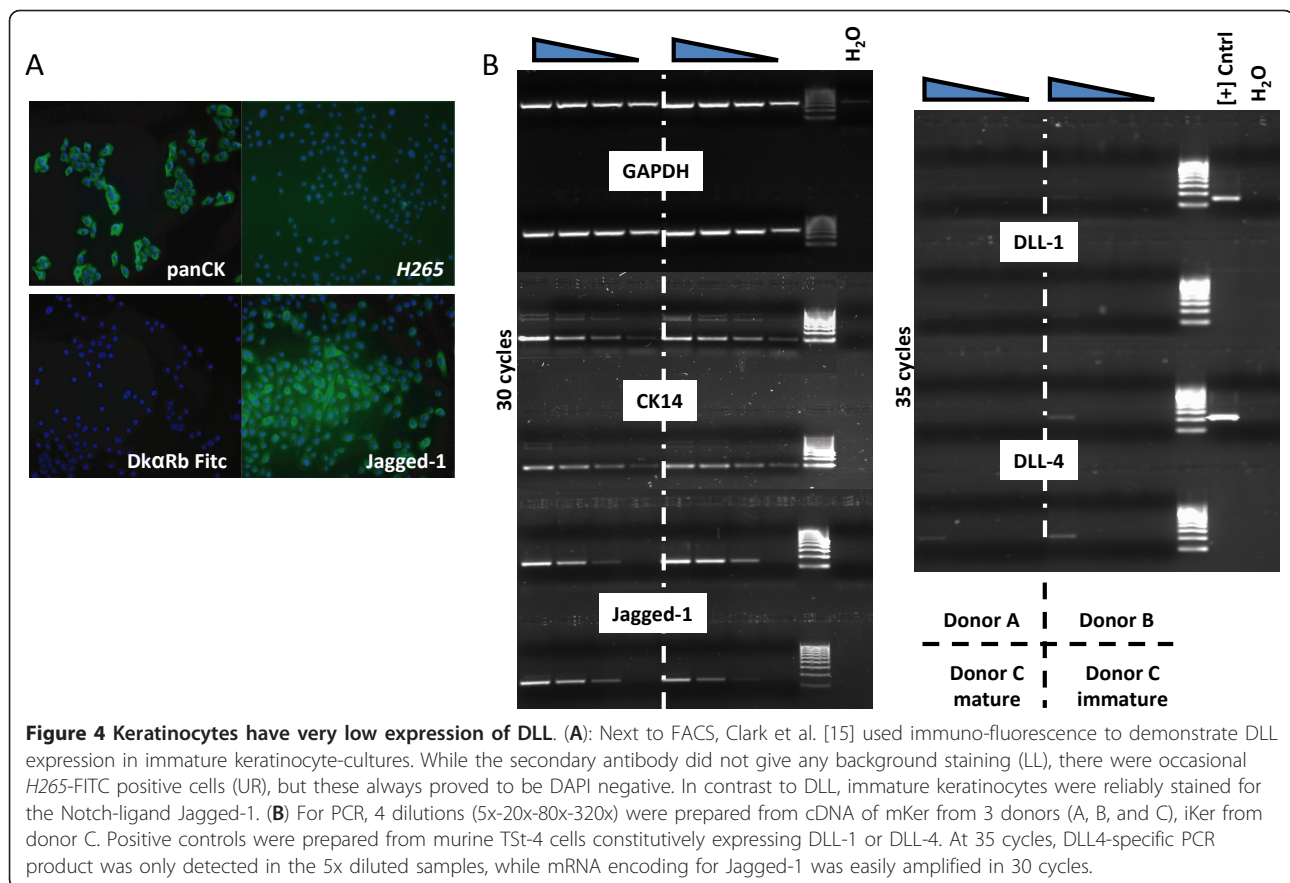 A
panCK
H265
DkαRb Fitc
Jagged-1
B
H₂O
30 cycles
GAPDH
CK14
Jagged-1
[+] Cntrl
H₂O
35 cycles
DLL-1
DLL-4
Donor A
Donor B
Donor C
mature
Donor C
immature
Figure 4 Keratinocytes have very low expression of DLL. (A): Next to FACS, Clark et al. [15] used immuno-fluorescence to demonstrate DLL
expression in immature keratinocyte-cultures. While the secondary antibody did not give any background staining (LL), there were occasional
H265-FITC positive cells (UR), but these always proved to be DAPI negative. In contrast to DLL, immature keratinocytes were reliably stained for
the Notch-ligand Jagged-1. (B) For PCR, 4 dilutions (5x-20x-80x-320x) were prepared from cDNA of mKer from 3 donors (A, B, and C), iKer from
donor C. Positive controls were prepared from murine TSt-4 cells constitutively expressing DLL-1 or DLL-4. At 35 cycles, DLL4-specific PCR
product was only detected in the 5x diluted samples, while mRNA encoding for Jagged-1 was easily amplified in 30 cycles.